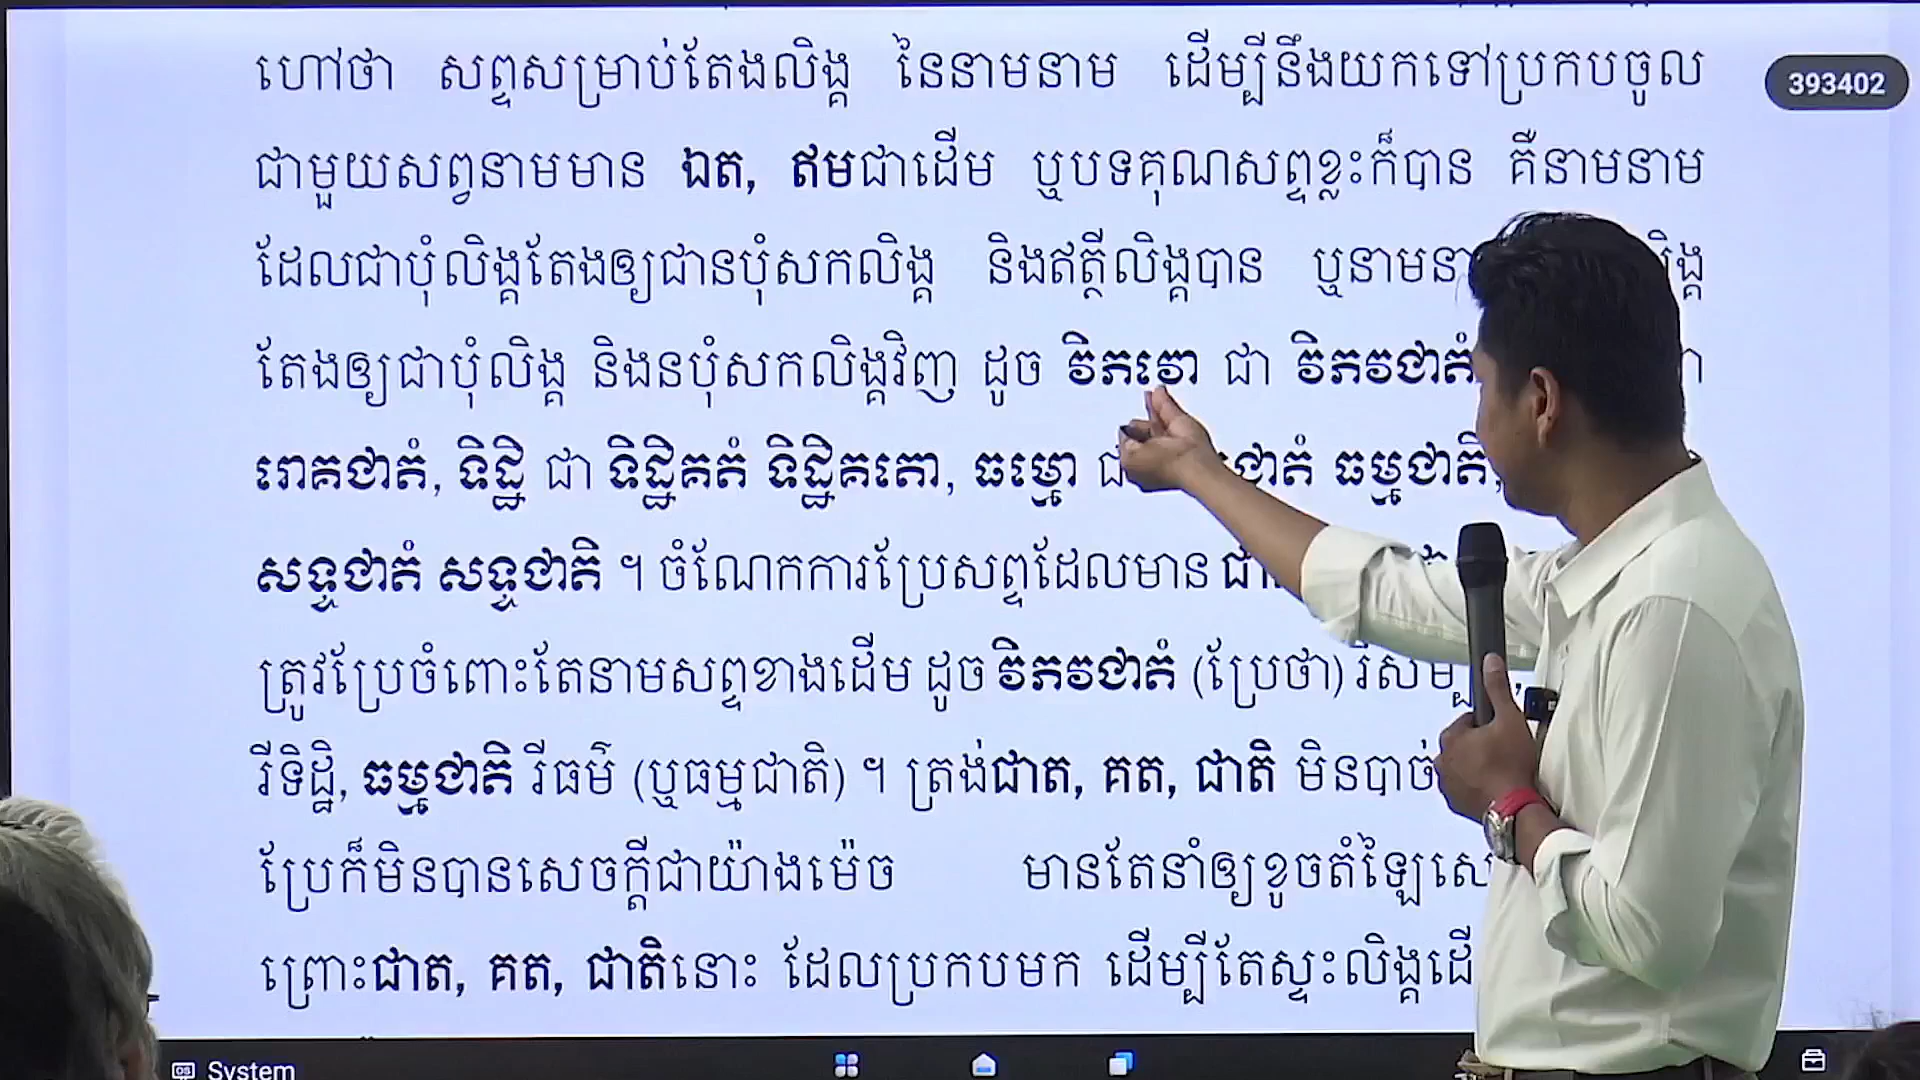 ហៅថា សព្ទសម្រាប់តែងលិង្គ នៃនាមនាម ដើម្បីនឹងយកទៅប្រកបចូល
393402
ជាមួយសព្វនាមមាន ឯត, ឥមជាដើម ឬបទគុណសព្ទខ្លះក៏បាន គឺនាមនាម
ដែលជាបុំលិង្គតែងឲ្យជានបុំសកលិង្គ និងឥត្ថីលិង្គបាន ឬនាមនា
តែងឲ្យជាបុំលិង្គ និងនបុំសកលិង្គវិញ ដូច វិភវោ ជា វិភវជាតំ
រោគជាតំ, ទិដ្ឋិ ជា ទិដ្ឋិគតំ ទិដ្ឋិគតោ, ធម្មោ ជាតំ ធម្មជាតិ,
សទ្ទជាតំ សទ្ទជាតិ ។ ចំណែកការប្រែសព្ទដែលមាន
ត្រូវប្រែចំពោះតែនាមសព្ទខាងដើម ដូច វិភវជាតំ (ប្រែថា)
រីទិដ្ឋិ, ធម្មជាតិ រីធម៌ (ឬធម្មជាតិ) ។ ត្រង់ជាត, គត, ជាតិ មិនបាច់
ប្រែក៏មិនបានសេចក្ដីជាយ៉ាងម៉េច មានតែនាំឲ្យខូចតំឡៃ
ព្រោះជាត, គត, ជាតិនោះ ដែលប្រកបមក ដើម្បីតែស្ទះលិង្គដើ
System